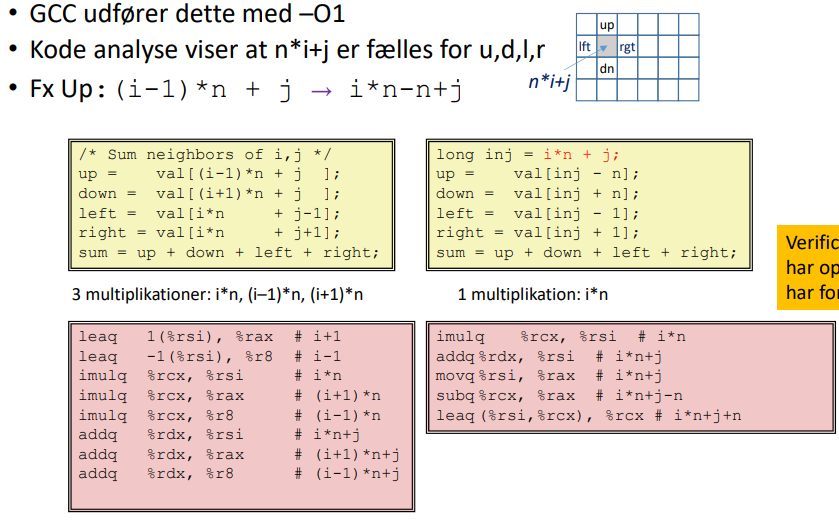 • GCC udfører dette med –O1
• Kode analyse viser at n*i+j er fælles for u,d,l,r
• Fx Up: (i-1)*n + j → i*n-n+j
up
lft rgt
dn
n*i+j
/* Sum neighbors of i,j */
up =    val[(i-1)*n + j  ];
down =  val[(i+1)*n + j  ];
left =  val[i*n     + j-1];
right = val[i*n     + j+1];
sum = up + down + left + right;
3 multiplikationer: i*n, (i–1)*n, (i+1)*n
long inj = i*n + j;
up =    val[inj - n];
down =  val[inj + n];
left =  val[inj - 1];
right = val[inj + 1];
sum = up + down + left + right;
1 multiplikation: i*n
Verific
har op
har for
leaq   1(%rsi), %rax  # i+1
leaq   -1(%rsi), %r8  # i-1
imulq  %rcx, %rsi     # i*n
imulq  %rcx, %rax     # (i+1)*n
imulq  %rcx, %r8      # (i-1)*n
addq   %rdx, %rsi     # i*n+j
addq   %rdx, %rax     # (i+1)*n+j
addq   %rdx, %r8      # (i-1)*n+j
imulq   %rcx, %rsi  # i*n
addq %rdx, %rsi  # i*n+j
movq %rsi, %rax  # i*n+j
subq %rcx, %rax  # i*n+j-n
leaq (%rsi,%rcx), %rcx # i*n+j+n